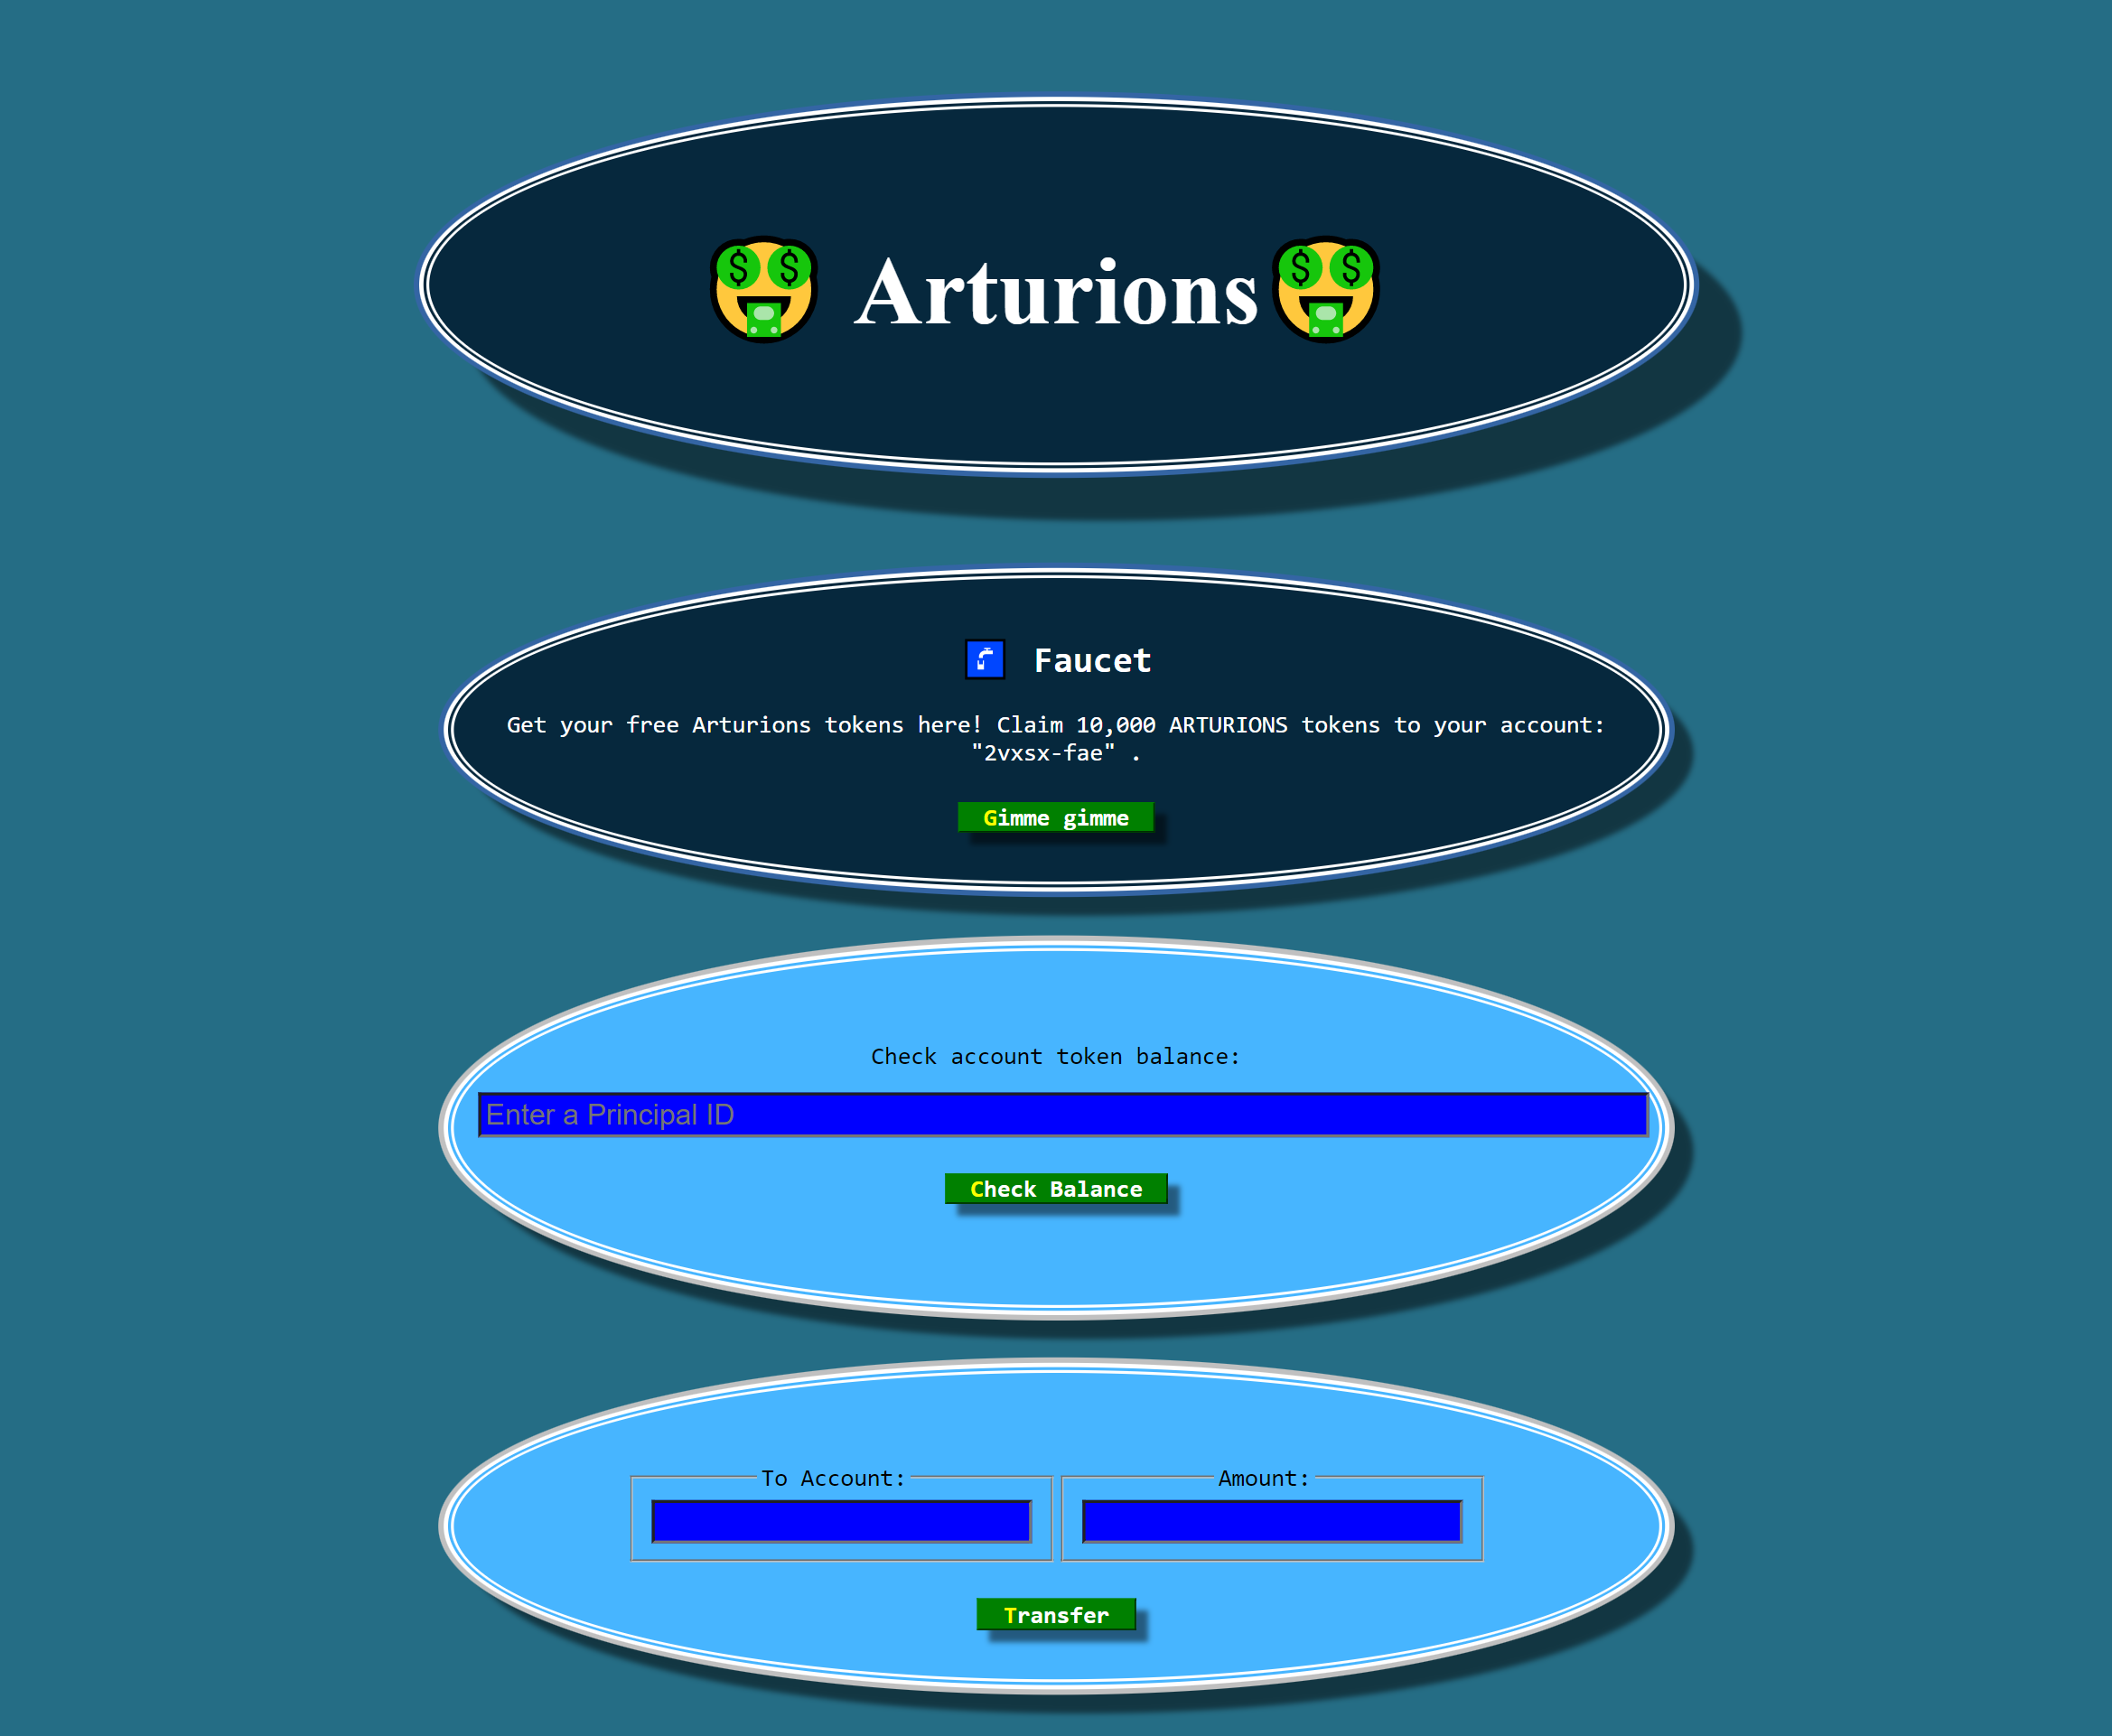 Arturions
Faucet
Get your free Arturions tokens here! Claim 10,000 ARTURIONS tokens to your account:
"2vxsx-fae" .
Gimme gimme
Check account token balance:
Enter a Principal ID
Check Balance
To Account:
Amount:
Transfer